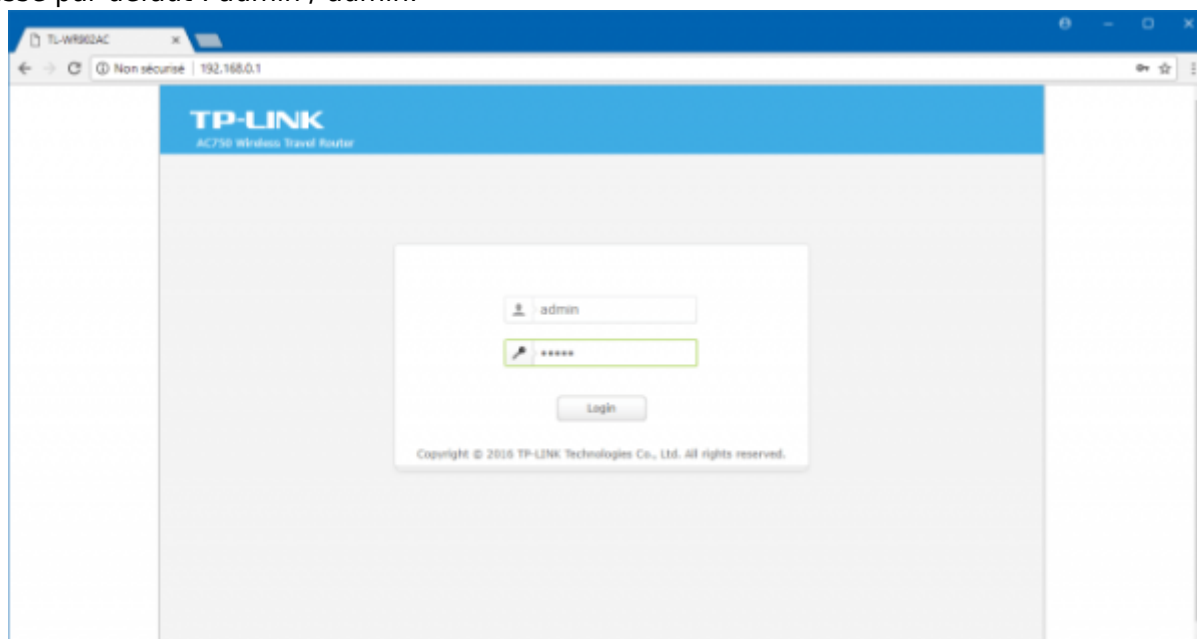 par défaut : admin / admin.
TL-WR902AC
Non sécurisé | 192.168.0.1
TP-LINK
AC750 Wireless Travel Router
admin
•••••
Login
Copyright © 2016 TP-LINK Technologies Co., Ltd. All rights reserved.